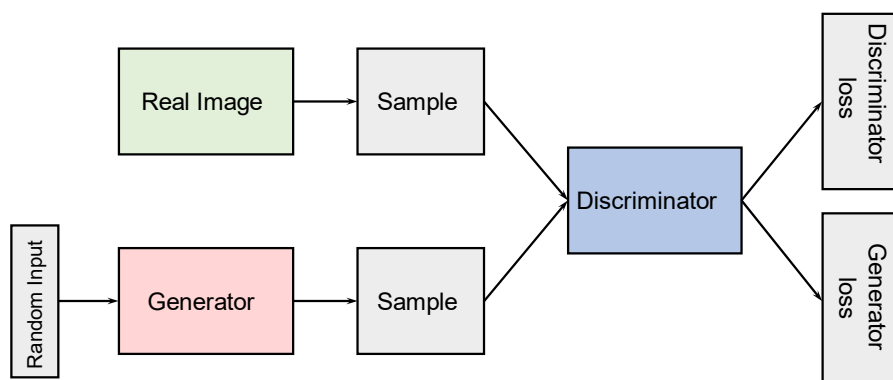 Real Image
Sample
Discriminator
loss
Discriminator
Random Input
Generator
Sample
Generator
loss